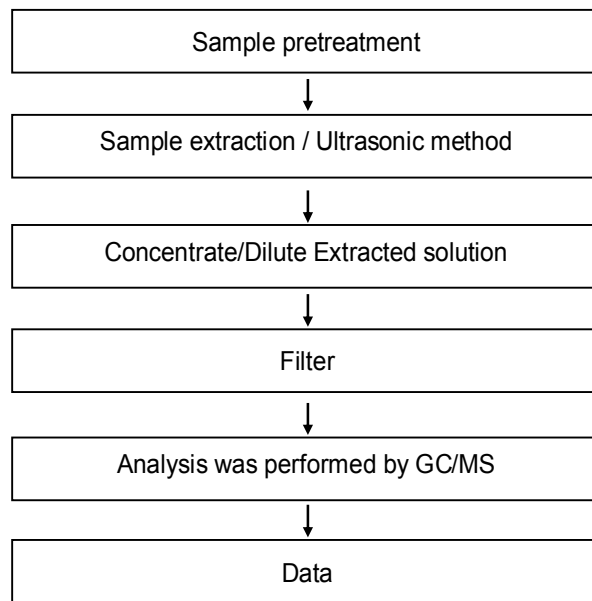 Sample pretreatment
Sample extraction / Ultrasonic method
Concentrate/Dilute Extracted solution
Filter
Analysis was performed by GC/MS
Data